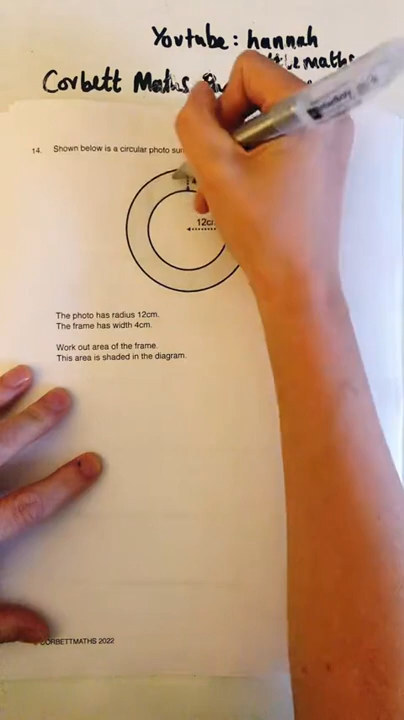 Youtube: hannah
maths
Corbett Maths
14. Shown below is a circular photo
12c
The photo has radius 12cm.
The frame has width 4cm.
Work out area of the frame.
This area is shaded in the diagram.
CORBETTMATHS 2022